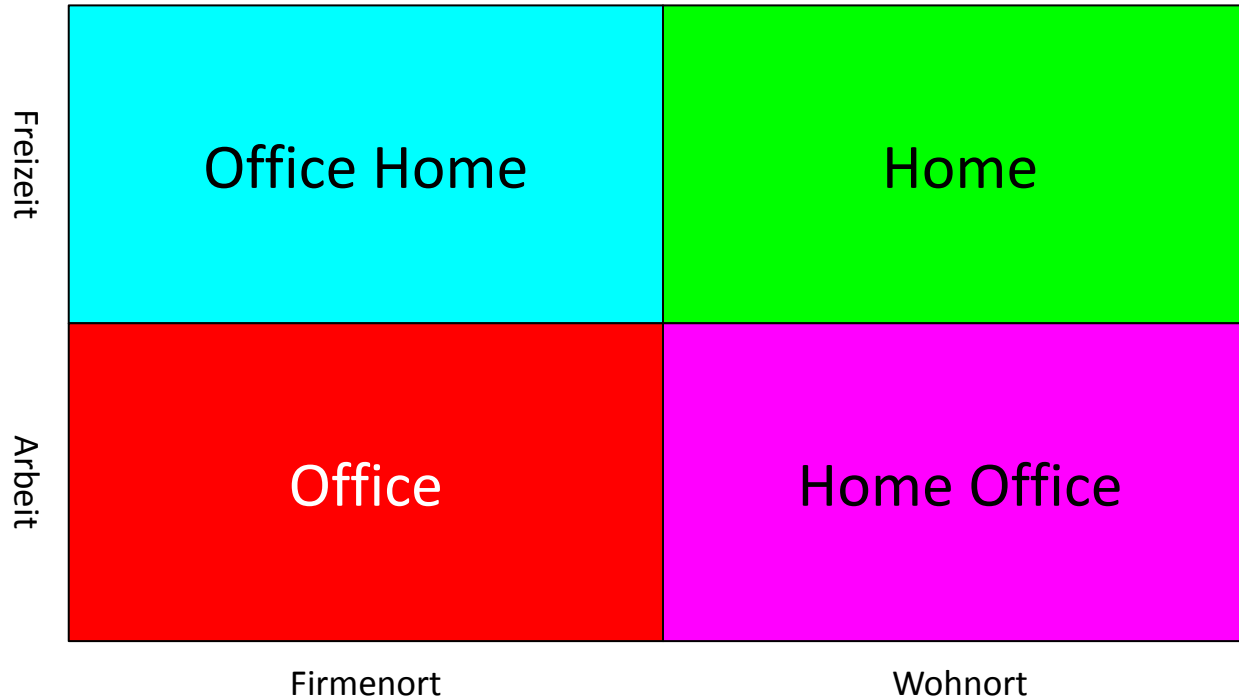 Freizeit
Office Home
Home
Arbeit
Office
Home Office
Firmenort
Wohnort